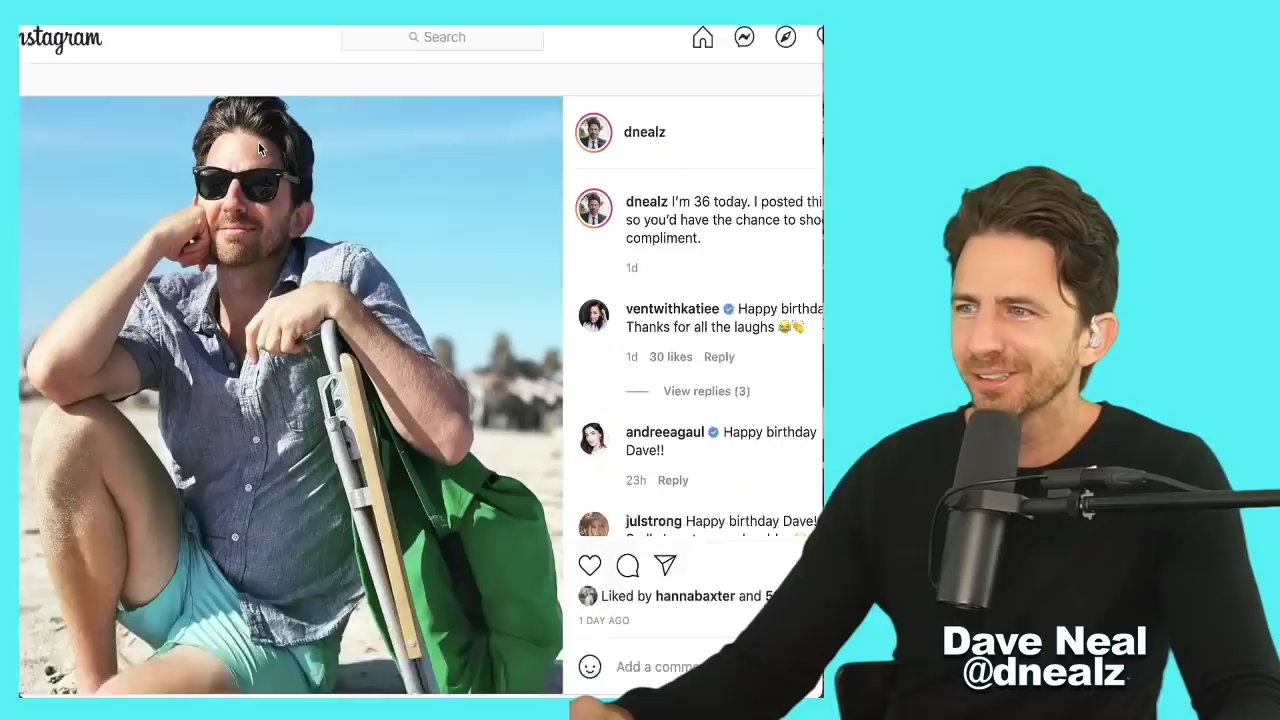 nstagram
Search
dnealz
dnealz I'm 36 today. I posted thi
so you'd have the chance to sho
compliment.
1d
ventwithkatiee Happy birthda
Thanks for all the laughs 😂👏
1d 30 likes Reply
View replies (3)
andreeagaul Happy birthday
Dave!!
23h Reply
julstrong Happy birthday Dave!
Liked by hannabaxter and 5
1 DAY AGO
Add a comme
Dave Neal
@dnealz